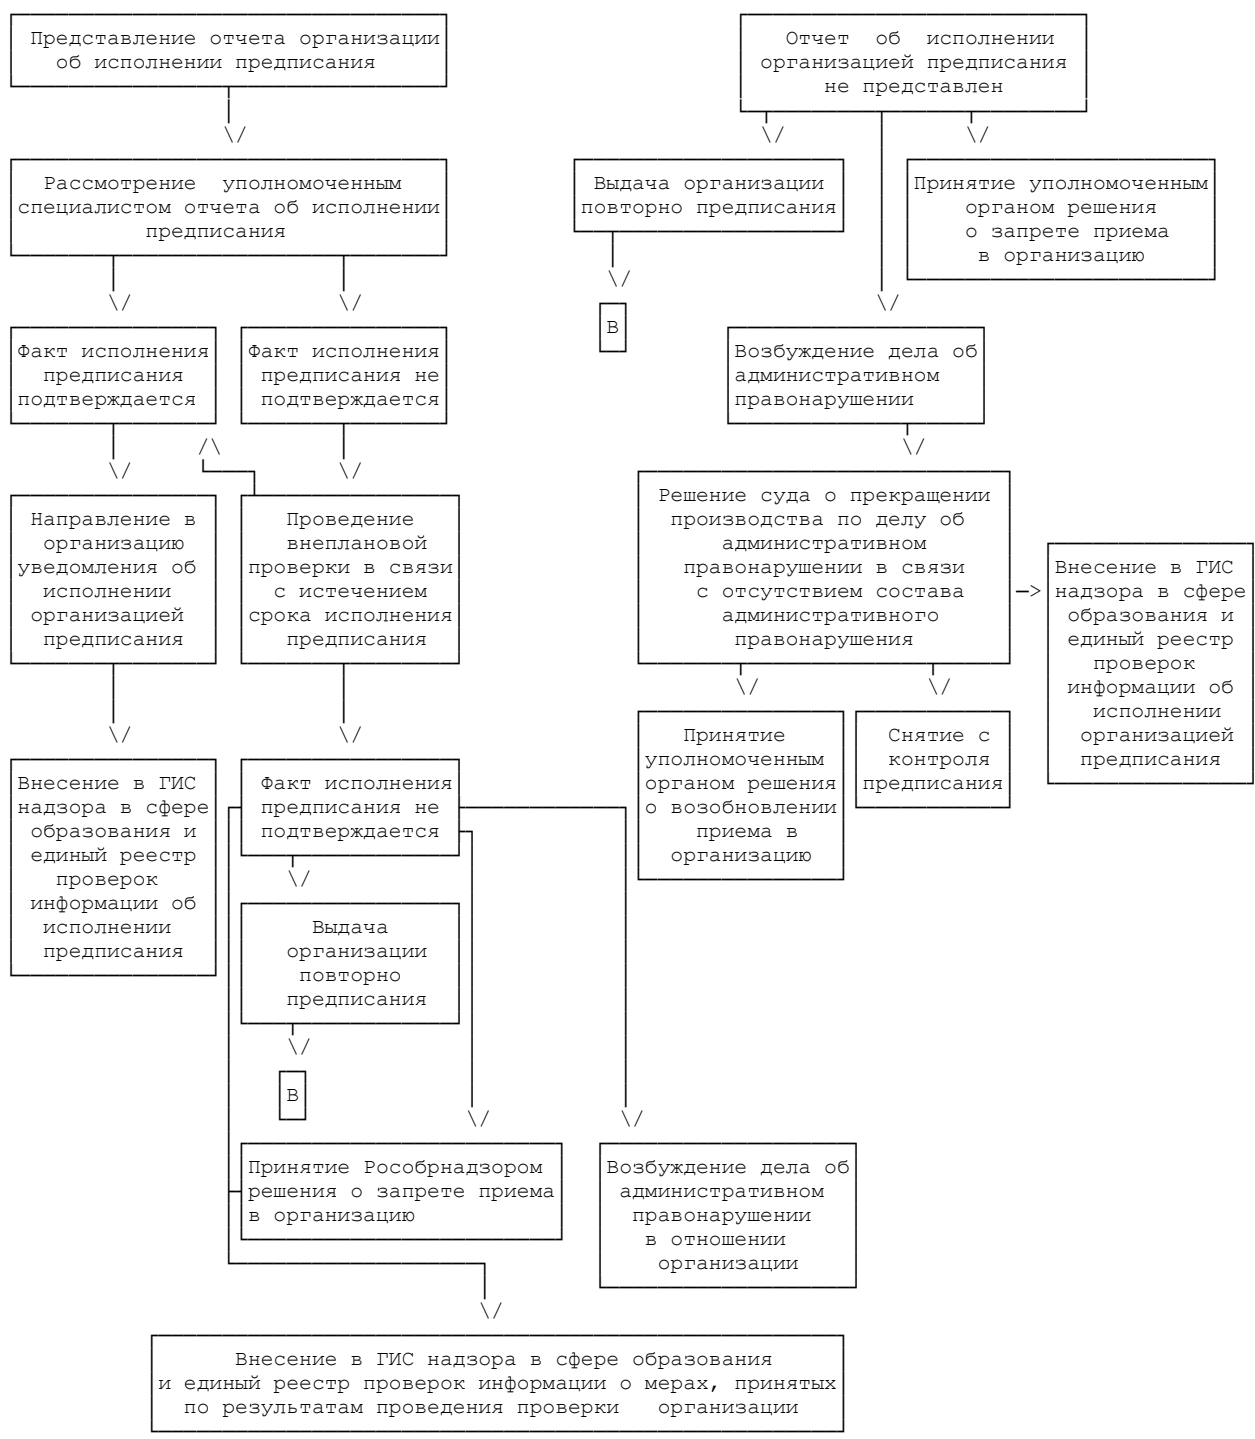 Представление отчета организации
об исполнении предписания
Отчет об исполнении
организацией предписания
не представлен
Рассмотрение уполномоченным
специалистом отчета об исполнении
предписания
Выдача организации
повторно предписания
Принятие уполномоченным
органом решения
о запрете приема
в организацию
В
Факт исполнения
предписания
подтверждается
Факт исполнения
предписания не
подтверждается
Возбуждение дела об
административном
правонарушении
Направление в
организацию
уведомления об
исполнении
организацией
предписания
Проведение
внеплановой
проверки в связи
с истечением
срока исполнения
предписания
Решение суда о прекращении
производства по делу об
административном
правонарушении в связи
с отсутствием состава
административного
правонарушения
Внесение в ГИС
надзора в сфере
образования и
единый реестр
проверок
информации об
исполнении
организацией
предписания
Принятие
уполномоченным
органом решения
о возобновлении
приема в
организацию
Снятие с
контроля
предписания
Внесение в ГИС
надзора в сфере
образования и
единый реестр
проверок
информации об
исполнении
предписания
Факт исполнения
предписания не
подтверждается
Выдача
организации
повторно
предписания
В
Принятие Рособрнадзором
решения о запрете приема
в организацию
Возбуждение дела об
административном
правонарушении
в отношении
организации
Внесение в ГИС надзора в сфере образования
и единый реестр проверок информации о мерах, принятых
по результатам проведения проверки организации